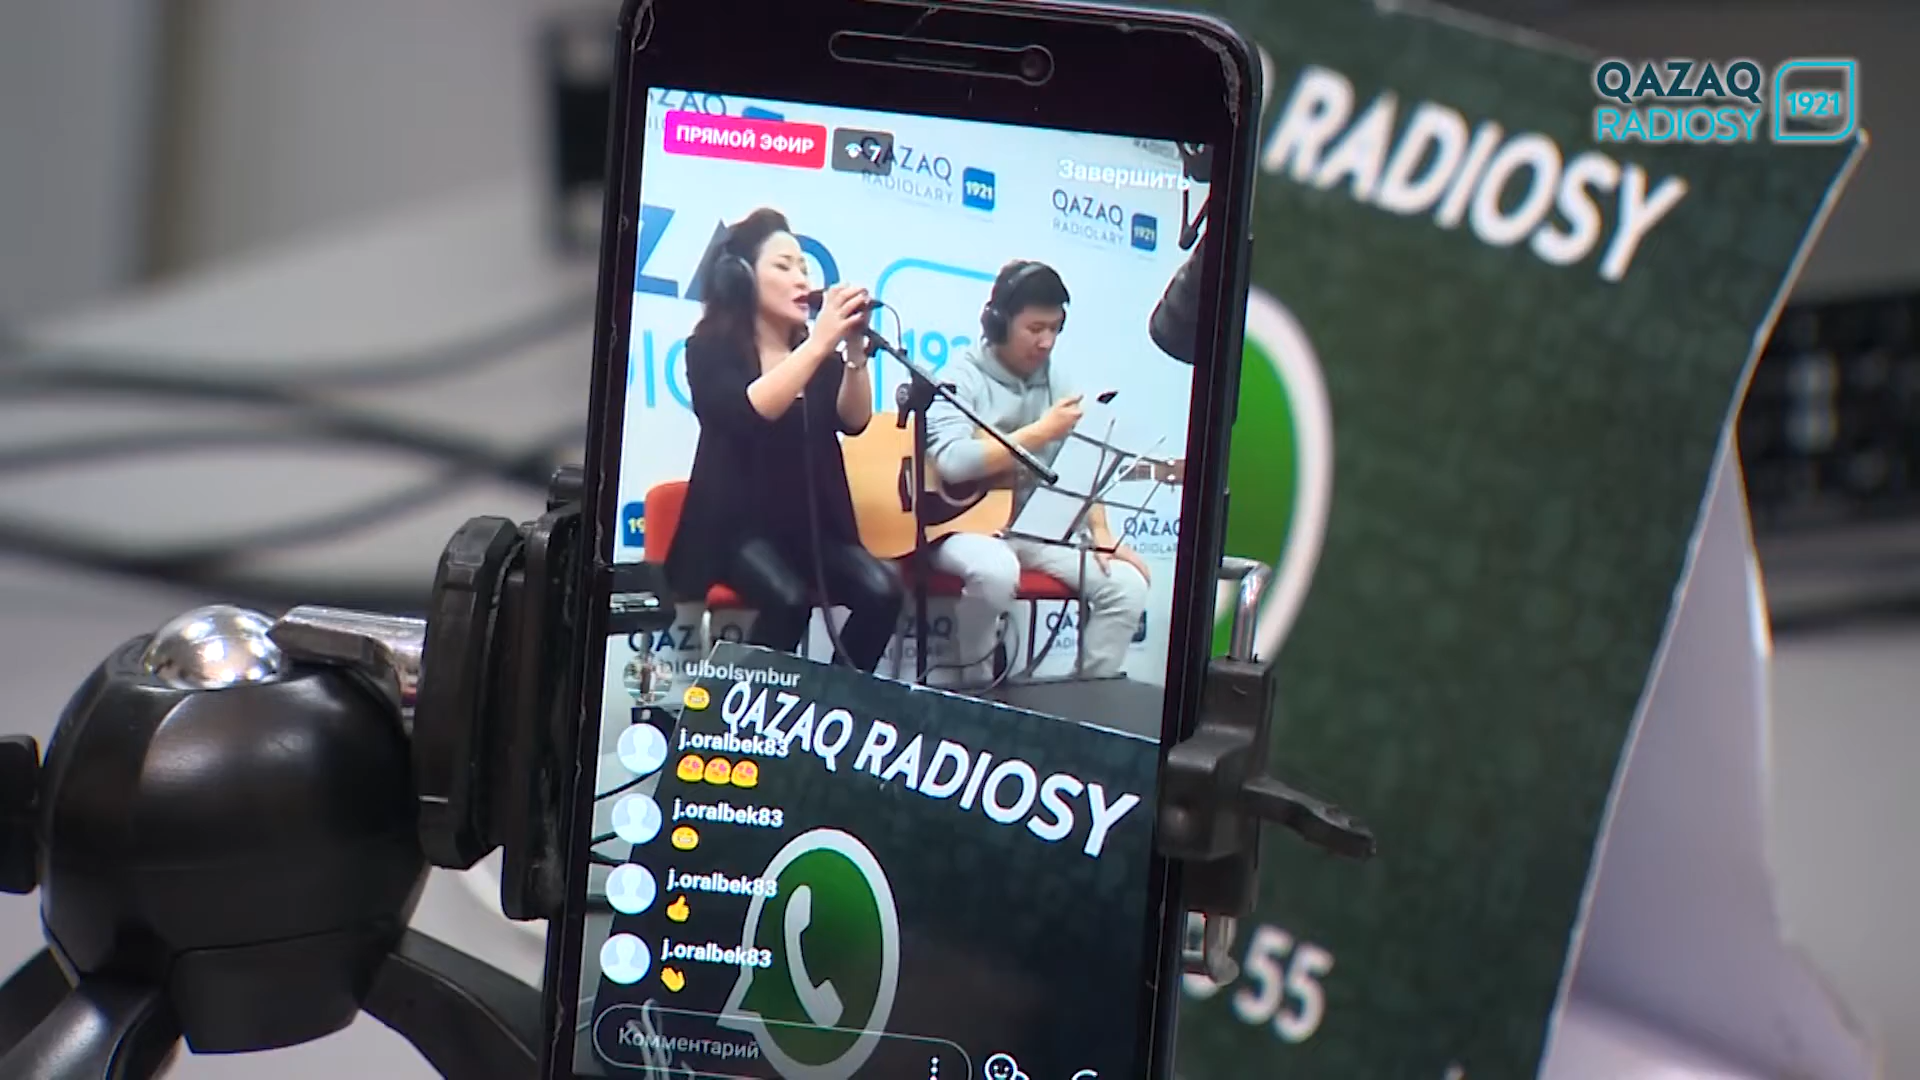 QAZAQ
RADIOSY
1921
RADIOSY
ПРЯМОЙ ЭФИР
7
Завершить
QAZAQ
RADIOLARY
1921
QAZAQ
RADIOLARY
1921
QAZAQ
ulbolsynbur
j.oralbek83
j.oralbek83
j.oralbek83
j.oralbek83
QAZAQ RADIOSY
Комментарий
55